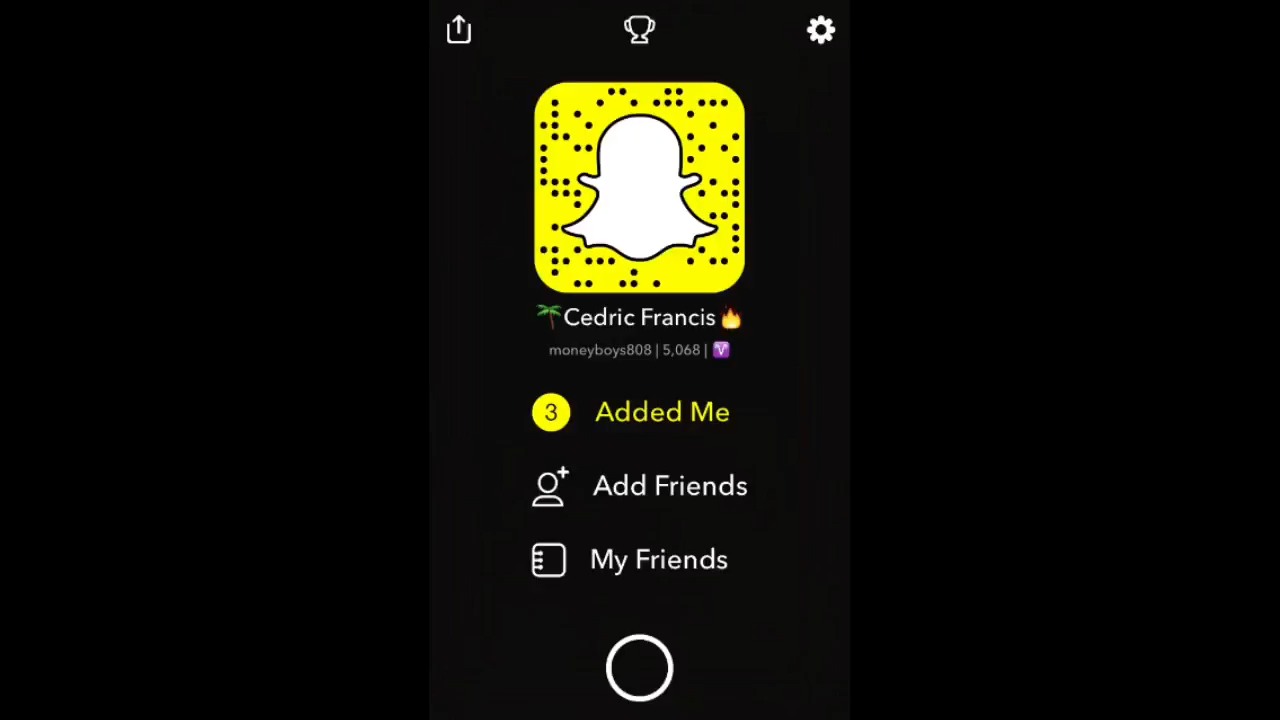 🌴Cedric Francis🔥
moneyboys808 | 5,068 | ♈
3 Added Me
Add Friends
My Friends